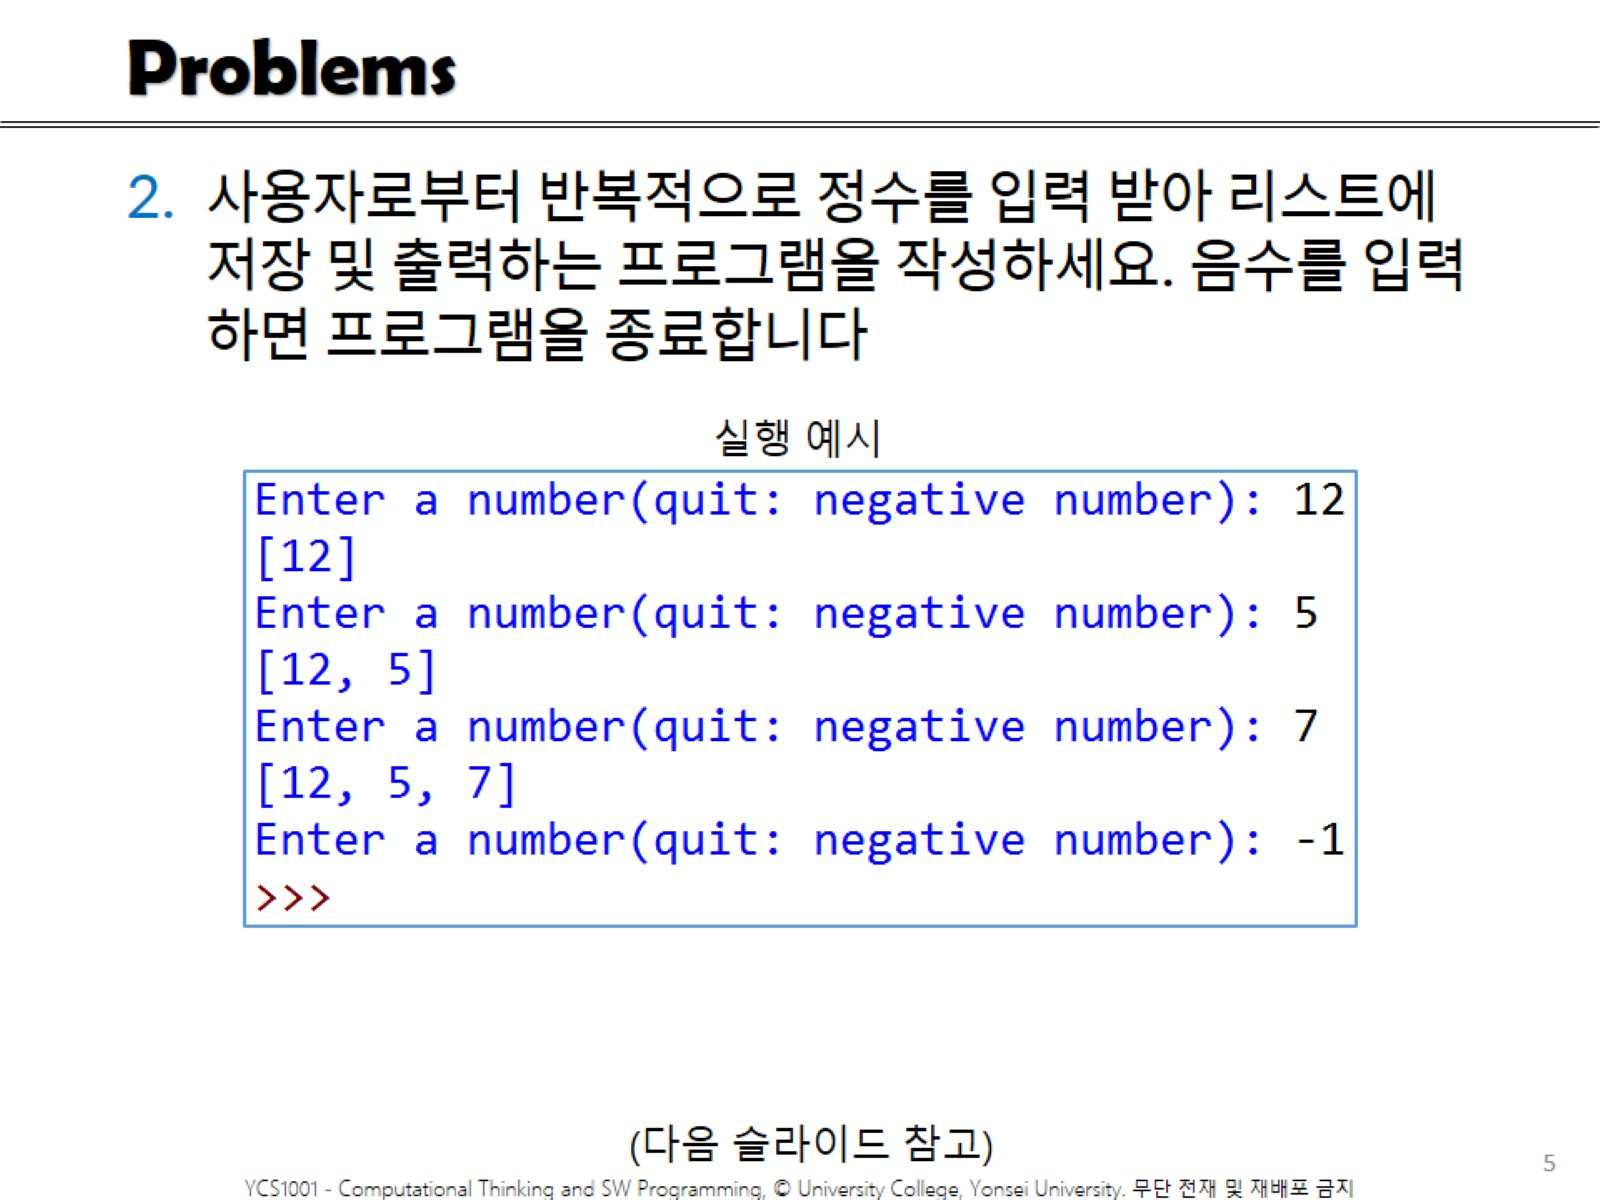 Problems
2. 사용자로부터 반복적으로 정수를 입력 받아 리스트에
저장 및 출력하는 프로그램을 작성하세요. 음수를 입력
하면 프로그램을 종료합니다
실행 예시
Enter a number(quit: negative number): 12
[12]
Enter a number(quit: negative number): 5
[12, 5]
Enter a number(quit: negative number): 7
[12, 5, 7]
Enter a number(quit: negative number): -1
>>>
(다음 슬라이드 참고)
5
YCS1001 - Computational Thinking and SW Programming, © University College, Yonsei University. 무단 전재 및 재배포 금지